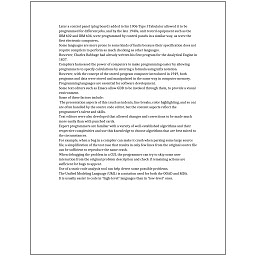 Later a control panel (plug board) added to his 1906 Type I Tabulator allowed it to be
programmed for different jobs, and by the late 1940s, unit record equipment such as the
IBM 602 and IBM 604, were programmed by control panels in a similar way, as were the
first electronic computers.
Some languages are more prone to some kinds of faults because their specification does not
require compilers to perform as much checking as other languages.
However, Charles Babbage had already written his first program for the Analytical Engine in
1837.
Compilers harnessed the power of computers to make programming easier by allowing
programmers to specify calculations by entering a formula using infix notation.
However, with the concept of the stored-program computer introduced in 1949, both
programs and data were stored and manipulated in the same way in computer memory.
Programming languages are essential for software development.
Some text editors such as Emacs allow GDB to be invoked through them, to provide a visual
environment.
Some of these factors include:
The presentation aspects of this (such as indents, line breaks, color highlighting, and so on)
are often handled by the source code editor, but the content aspects reflect the
programmer's talent and skills.
Text editors were also developed that allowed changes and corrections to be made much
more easily than with punched cards.
Expert programmers are familiar with a variety of well-established algorithms and their
respective complexities and use this knowledge to choose algorithms that are best suited to
the circumstances.
For example, when a bug in a compiler can make it crash when parsing some large source
file, a simplification of the test case that results in only few lines from the original source file
can be sufficient to reproduce the same crash.
When debugging the problem in a GUI, the programmer can try to skip some user
interaction from the original problem description and check if remaining actions are
sufficient for bugs to appear.
Use of a static code analysis tool can help detect some possible problems.
The Unified Modeling Language (UML) is a notation used for both the OOAD and MDA.
It is usually easier to code in "high-level" languages than in "low-level" ones.